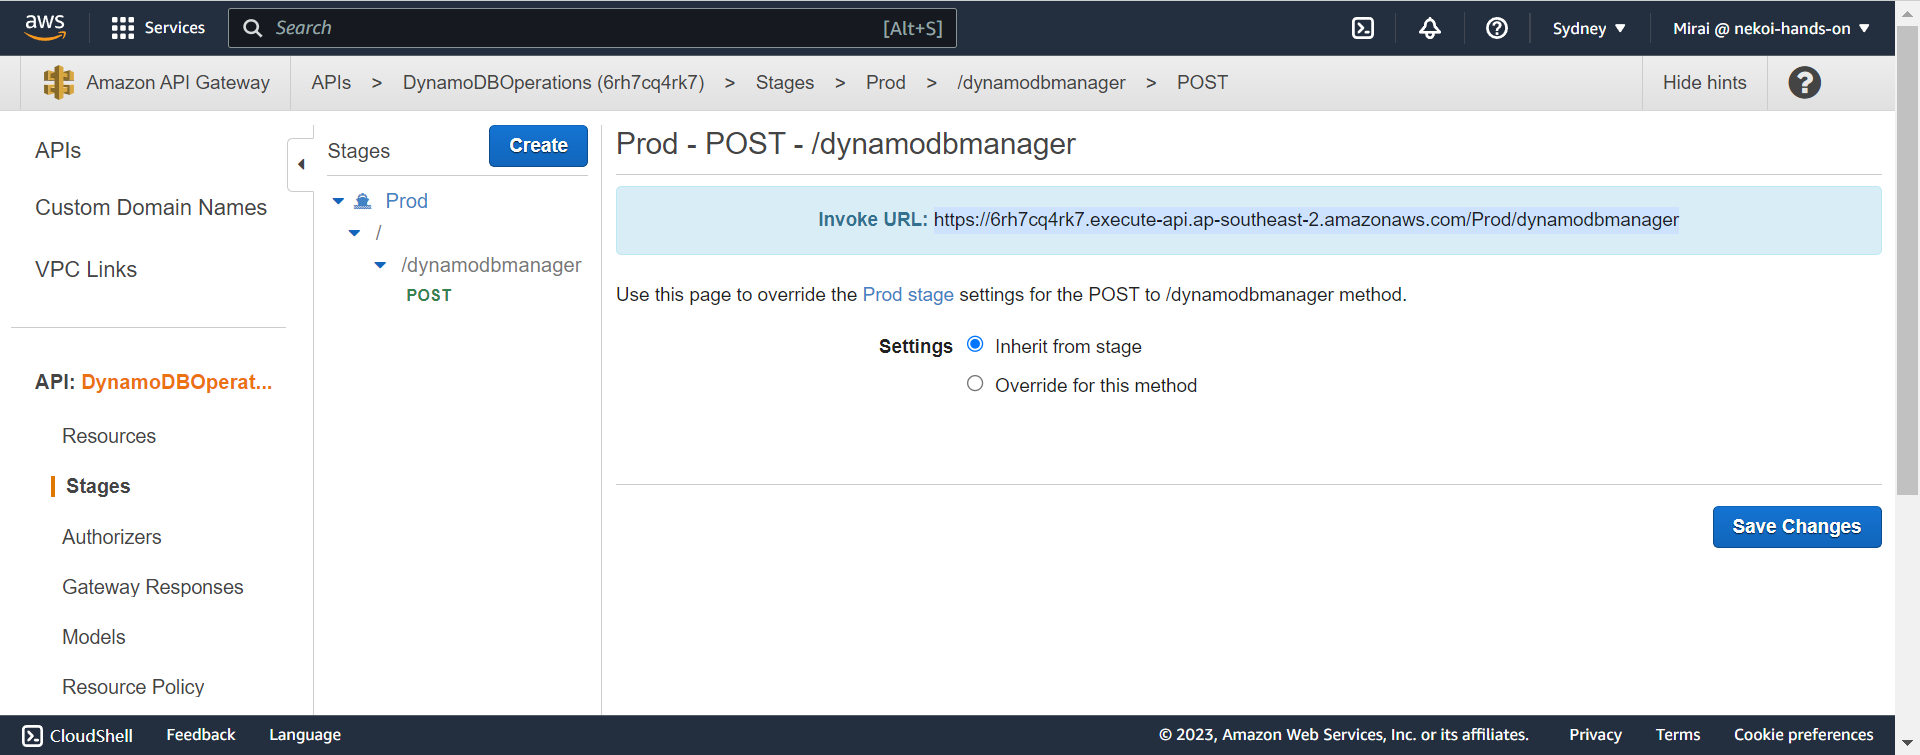 aws Services Search [Alt+S] Sydney Mirai @ nekoi-hands-on
Amazon API Gateway APIs > DynamoDBOperations (6rh7cq4rk7) > Stages > Prod > /dynamodbmanager > POST Hide hints
APIs
Custom Domain Names
VPC Links
API: DynamoDBOperat...
Resources
Stages
Authorizers
Gateway Responses
Models
Resource Policy
Stages Create
Prod
/
/dynamodbmanager
POST
Prod - POST - /dynamodbmanager
Invoke URL: https://6rh7cq4rk7.execute-api.ap-southeast-2.amazonaws.com/Prod/dynamodbmanager
Use this page to override the Prod stage settings for the POST to /dynamodbmanager method.
Settings Inherit from stage
Override for this method
Save Changes
CloudShell Feedback Language © 2023, Amazon Web Services, Inc. or its affiliates. Privacy Terms Cookie preferences